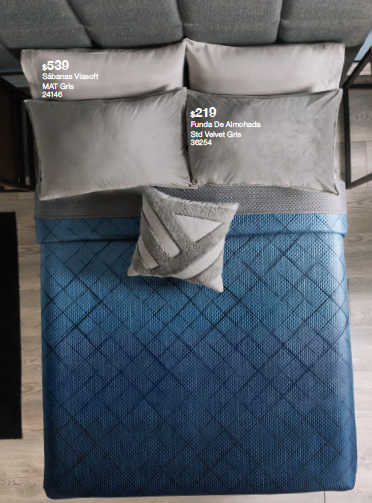 $539
Sábanas Viasoft
MAT Gris
24146
$219
Funda De Almohada
Std Velvet Gris
36254